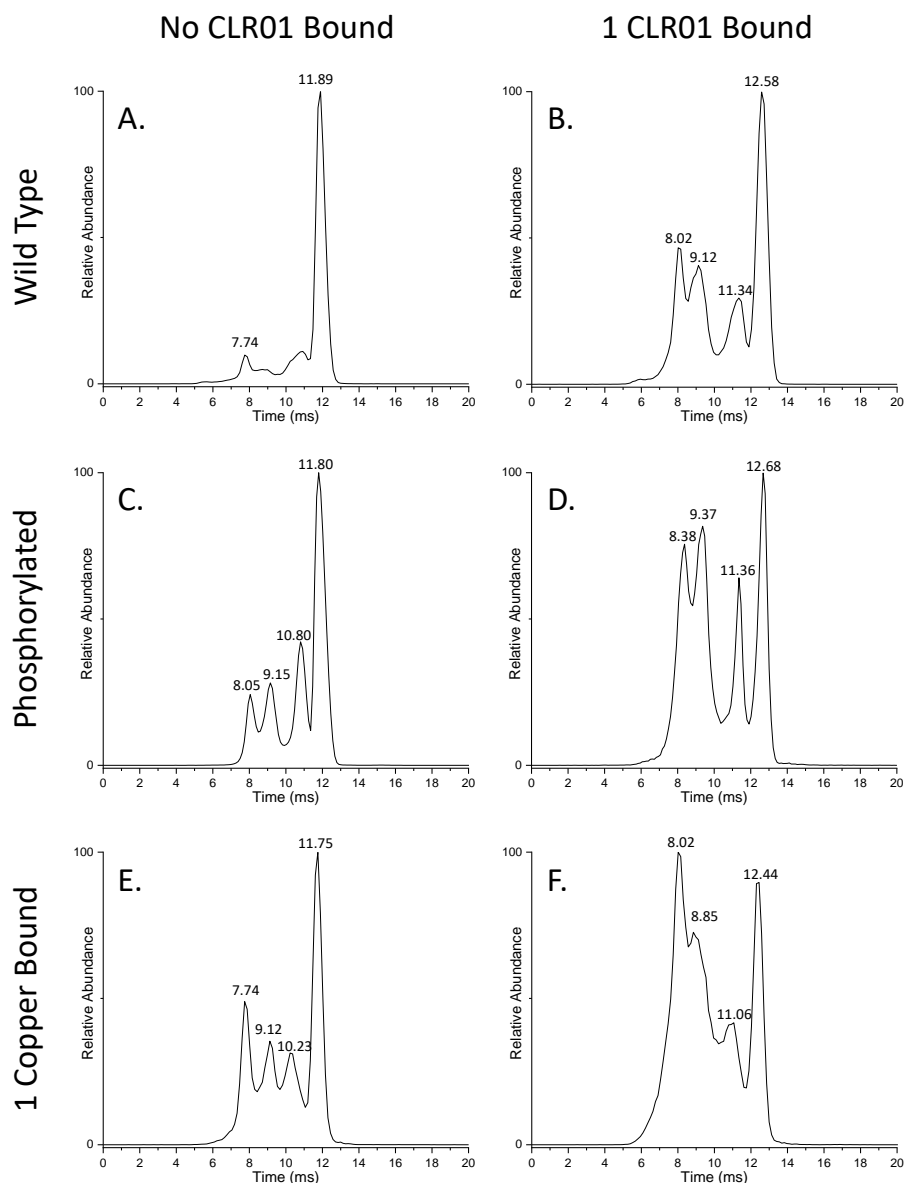 No CLR01 Bound
1 CLR01 Bound
Wild Type
A.
100
0
Relative Abundance
7.74
11.89
0 2 4 6 8 10 12 14 16 18 20
Time (ms)
B.
100
0
Relative Abundance
8.02
9.12
11.34
12.58
0 2 4 6 8 10 12 14 16 18 20
Time (ms)
Phosphorylated
C.
100
0
Relative Abundance
8.05
9.15
10.80
11.80
0 2 4 6 8 10 12 14 16 18 20
Time (ms)
D.
100
0
Relative Abundance
8.38
9.37
11.36
12.68
0 2 4 6 8 10 12 14 16 18 20
Time (ms)
1 Copper Bound
E.
100
0
Relative Abundance
7.74
9.12
10.23
11.75
0 2 4 6 8 10 12 14 16 18 20
Time (ms)
F.
100
0
Relative Abundance
8.02
8.85
11.06
12.44
0 2 4 6 8 10 12 14 16 18 20
Time (ms)